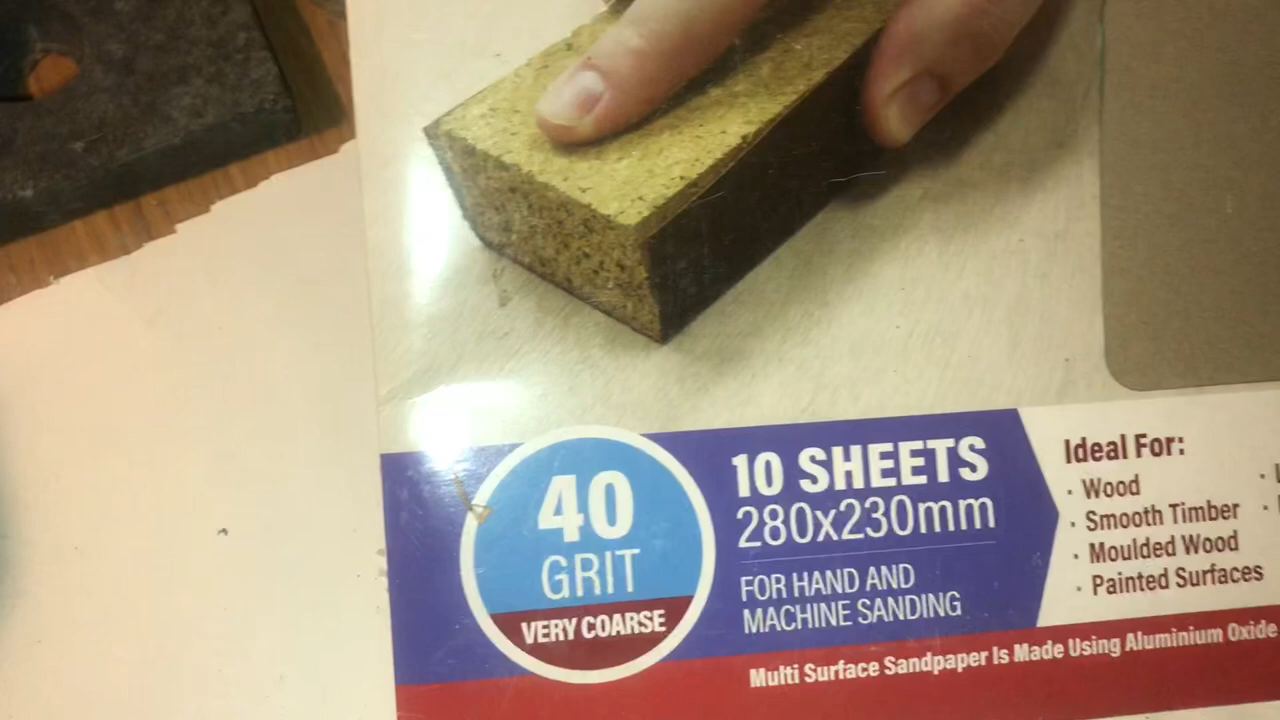 40
GRIT
VERY COARSE
10 SHEETS
280x230mm
FOR HAND AND
MACHINE SANDING
Ideal For:
· Wood
· Smooth Timber
· Moulded Wood
· Painted Surfaces
Multi Surface Sandpaper Is Made Using Aluminium Oxide